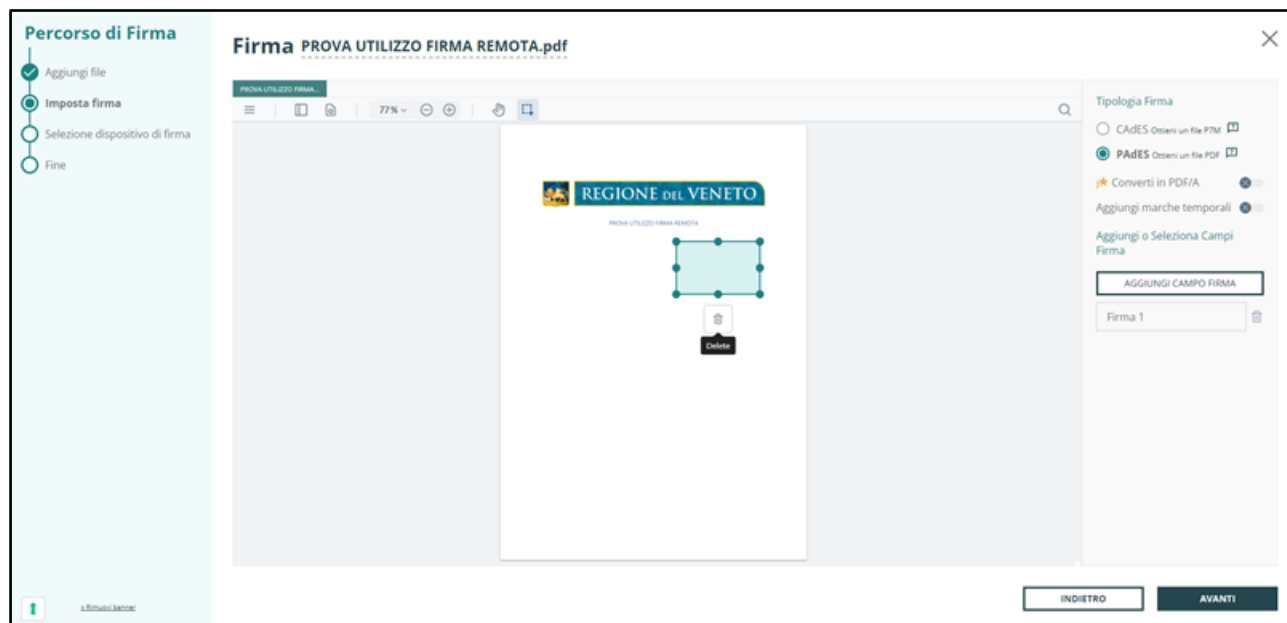 Percorso di Firma
Aggiungi file
Imposta firma
Selezione dispositivo di firma
Fine
‹ Rimuovi banner
Firma PROVA UTILIZZO FIRMA REMOTA.pdf
PROVA UTILIZZO FIRMA...
77%
REGIONE DEL VENETO
PROVA UTILIZZO FIRMA REMOTA
Delete
Tipologia Firma
CAdES Ottieni un file P7M
PAdES Ottieni un file PDF
Converti in PDF/A
Aggiungi marche temporali
Aggiungi o Seleziona Campi
Firma
AGGIUNGI CAMPO FIRMA
Firma 1
INDIETRO
AVANTI